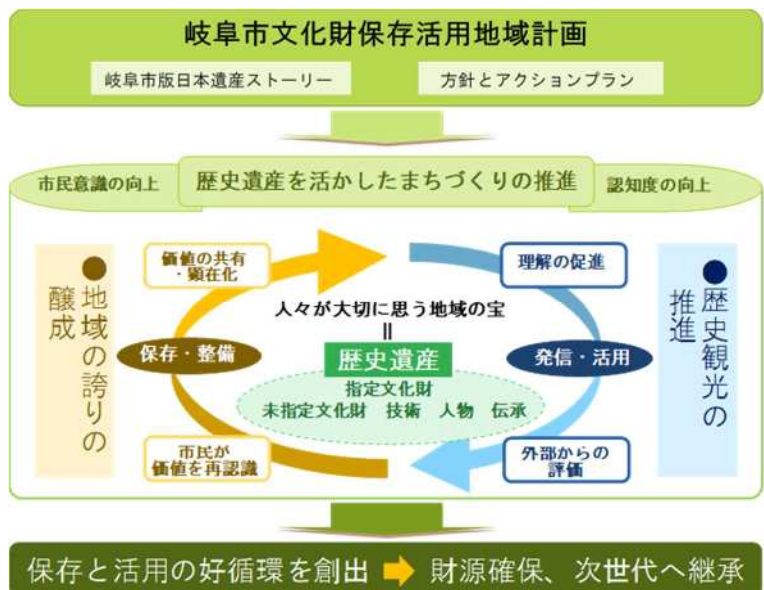 岐阜市文化財保存活用地域計画
岐阜市版日本遺産ストーリー
方針とアクションプラン
市民意識の向上
歴史遺産を活かしたまちづくりの推進
認知度の向上
●地域の誇りの
醸成
価値の共有
・顕在化
保存・整備
市民が
価値を再認識
人々が大切に思う地域の宝
＝
歴史遺産
指定文化財
未指定文化財 技術 人物 伝承
理解の促進
発信・活用
外部からの
評価
●歴史観光の
推進
保存と活用の好循環を創出
財源確保、次世代へ継承